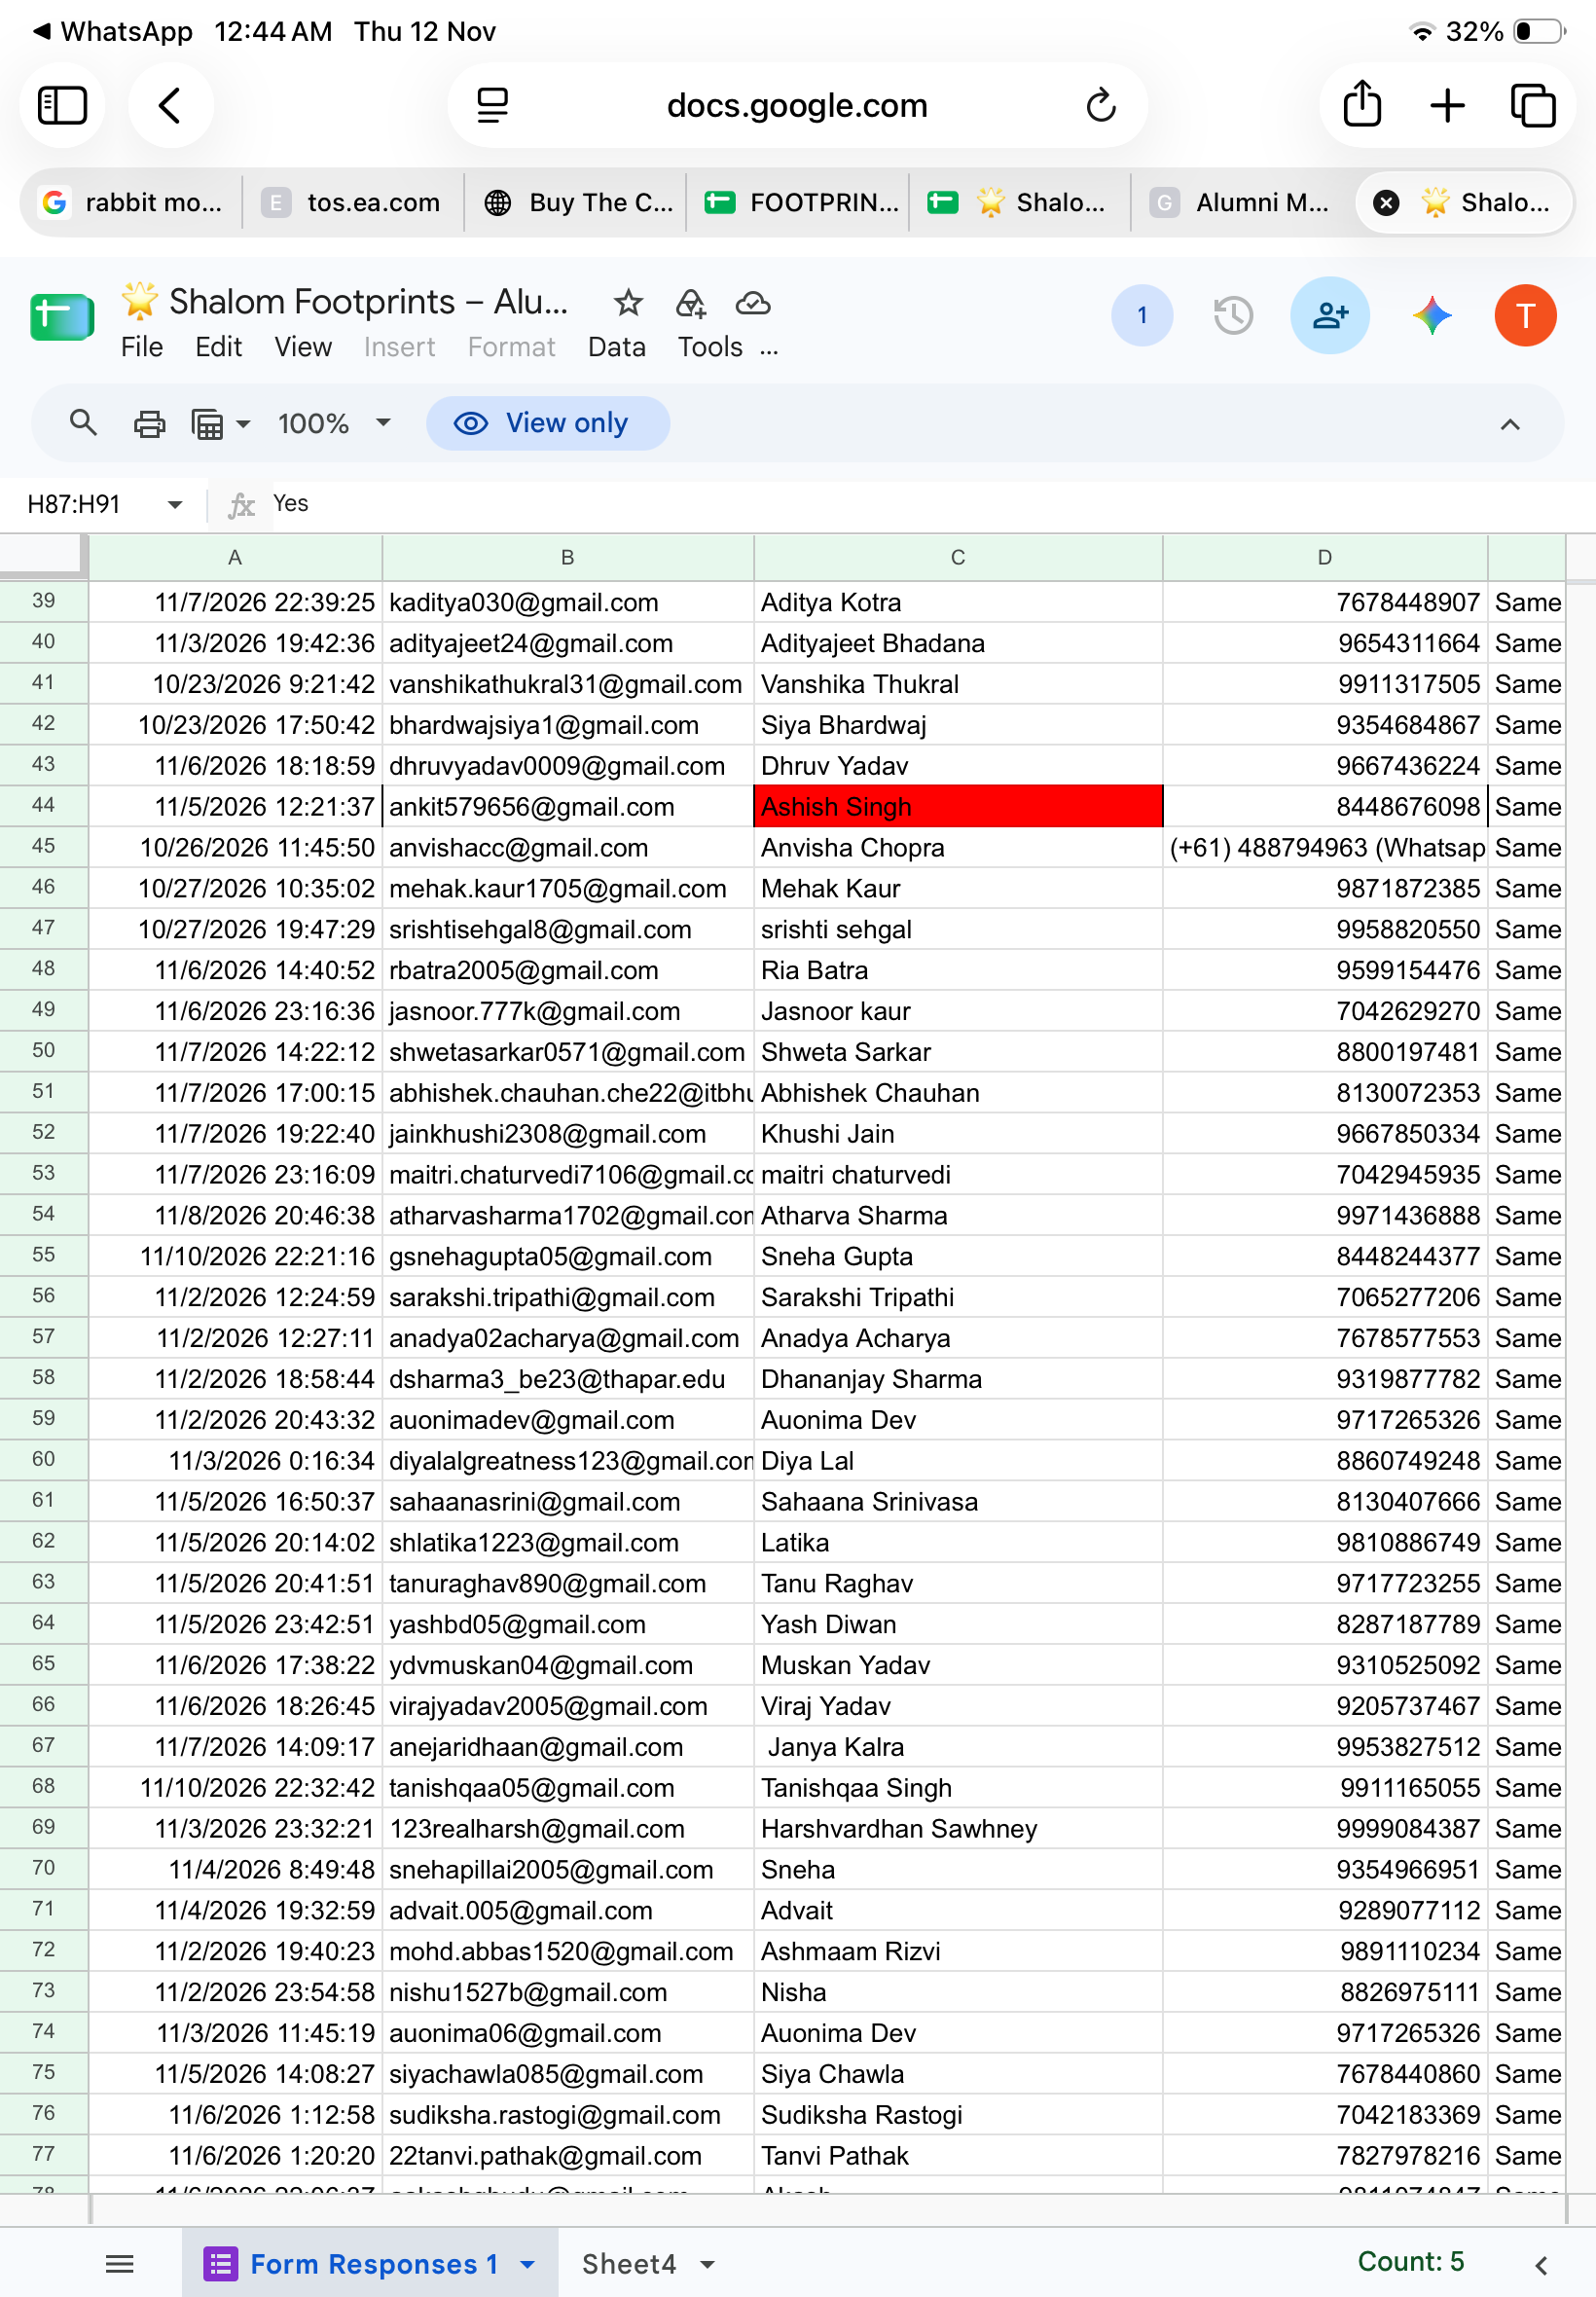 WhatsApp 12:44 AM Thu 12 Nov 32%
docs.google.com
rabbit mo... tos.ea.com Buy The C... FOOTPRIN... Shalo... Alumni M... Shalo...
Shalom Footprints – Alu... 1 T
File Edit View Insert Format Data Tools ...
100% View only
H87:H91 fx Yes
A B C D
39 11/7/2026 22:39:25 kaditya030@gmail.com Aditya Kotra 7678448907 Same
40 11/3/2026 19:42:36 adityajeet24@gmail.com Adityajeet Bhadana 9654311664 Same
41 10/23/2026 9:21:42 vanshikathukral31@gmail.com Vanshika Thukral 9911317505 Same
42 10/23/2026 17:50:42 bhardwajsiya1@gmail.com Siya Bhardwaj 9354684867 Same
43 11/6/2026 18:18:59 dhruvyadav0009@gmail.com Dhruv Yadav 9667436224 Same
44 11/5/2026 12:21:37 ankit579656@gmail.com Ashish Singh 8448676098 Same
45 10/26/2026 11:45:50 anvishacc@gmail.com Anvisha Chopra (+61) 488794963 (Whatsap Same
46 10/27/2026 10:35:02 mehak.kaur1705@gmail.com Mehak Kaur 9871872385 Same
47 10/27/2026 19:47:29 srishtisehgal8@gmail.com srishti sehgal 9958820550 Same
48 11/6/2026 14:40:52 rbatra2005@gmail.com Ria Batra 9599154476 Same
49 11/6/2026 23:16:36 jasnoor.777k@gmail.com Jasnoor kaur 7042629270 Same
50 11/7/2026 14:22:12 shwetasarkar0571@gmail.com Shweta Sarkar 8800197481 Same
51 11/7/2026 17:00:15 abhishek.chauhan.che22@itbhu Abhishek Chauhan 8130072353 Same
52 11/7/2026 19:22:40 jainkhushi2308@gmail.com Khushi Jain 9667850334 Same
53 11/7/2026 23:16:09 maitri.chaturvedi7106@gmail.co maitri chaturvedi 7042945935 Same
54 11/8/2026 20:46:38 atharvasharma1702@gmail.com Atharva Sharma 9971436888 Same
55 11/10/2026 22:21:16 gsnehagupta05@gmail.com Sneha Gupta 8448244377 Same
56 11/2/2026 12:24:59 sarakshi.tripathi@gmail.com Sarakshi Tripathi 7065277206 Same
57 11/2/2026 12:27:11 anadya02acharya@gmail.com Anadya Acharya 7678577553 Same
58 11/2/2026 18:58:44 dsharma3_be23@thapar.edu Dhananjay Sharma 9319877782 Same
59 11/2/2026 20:43:32 auonimadev@gmail.com Auonima Dev 9717265326 Same
60 11/3/2026 0:16:34 diyalalgreatness123@gmail.com Diya Lal 8860749248 Same
61 11/5/2026 16:50:37 sahaanasrini@gmail.com Sahaana Srinivasa 8130407666 Same
62 11/5/2026 20:14:02 shlatika1223@gmail.com Latika 9810886749 Same
63 11/5/2026 20:41:51 tanuraghav890@gmail.com Tanu Raghav 9717723255 Same
64 11/5/2026 23:42:51 yashbd05@gmail.com Yash Diwan 8287187789 Same
65 11/6/2026 17:38:22 ydvmuskan04@gmail.com Muskan Yadav 9310525092 Same
66 11/6/2026 18:26:45 virajyadav2005@gmail.com Viraj Yadav 9205737467 Same
67 11/7/2026 14:09:17 anejaridhaan@gmail.com Janya Kalra 9953827512 Same
68 11/10/2026 22:32:42 tanishqaa05@gmail.com Tanishqaa Singh 9911165055 Same
69 11/3/2026 23:32:21 123realharsh@gmail.com Harshvardhan Sawhney 9999084387 Same
70 11/4/2026 8:49:48 snehapillai2005@gmail.com Sneha 9354966951 Same
71 11/4/2026 19:32:59 advait.005@gmail.com Advait 9289077112 Same
72 11/2/2026 19:40:23 mohd.abbas1520@gmail.com Ashmaam Rizvi 9891110234 Same
73 11/2/2026 23:54:58 nishu1527b@gmail.com Nisha 8826975111 Same
74 11/3/2026 11:45:19 auonima06@gmail.com Auonima Dev 9717265326 Same
75 11/5/2026 14:08:27 siyachawla085@gmail.com Siya Chawla 7678440860 Same
76 11/6/2026 1:12:58 sudiksha.rastogi@gmail.com Sudiksha Rastogi 7042183369 Same
77 11/6/2026 1:20:20 22tanvi.pathak@gmail.com Tanvi Pathak 7827978216 Same
Form Responses 1 Sheet4 Count: 5